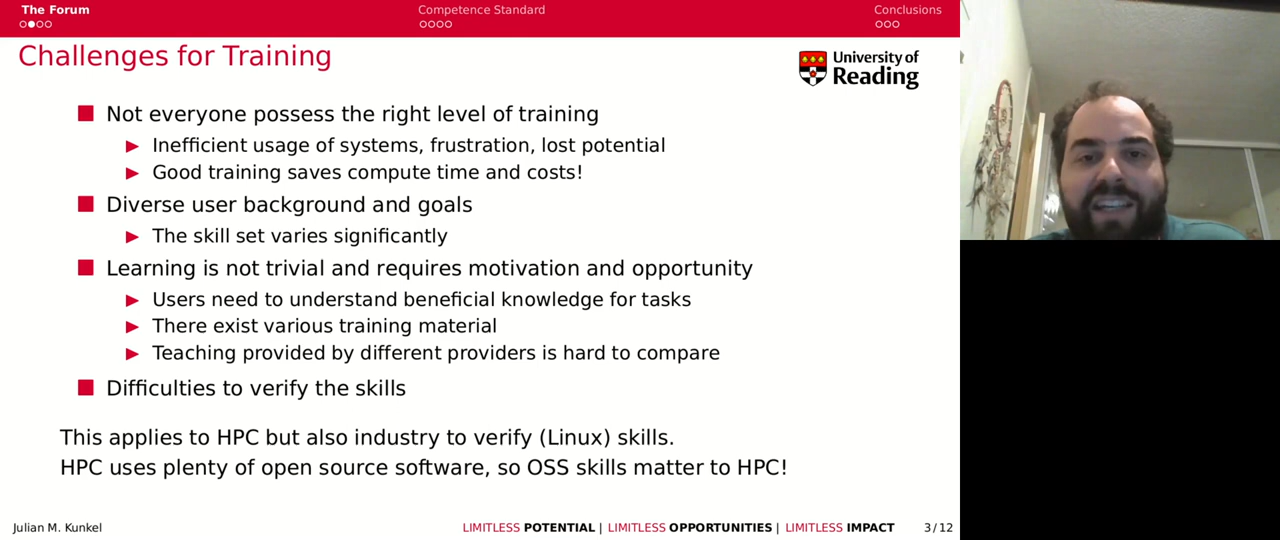 The Forum
Competence Standard
Conclusions
Challenges for Training
University of
Reading
Not everyone possess the right level of training
Inefficient usage of systems, frustration, lost potential
Good training saves compute time and costs!
Diverse user background and goals
The skill set varies significantly
Learning is not trivial and requires motivation and opportunity
Users need to understand beneficial knowledge for tasks
There exist various training material
Teaching provided by different providers is hard to compare
Difficulties to verify the skills
This applies to HPC but also industry to verify (Linux) skills.
HPC uses plenty of open source software, so OSS skills matter to HPC!
Julian M. Kunkel
LIMITLESS POTENTIAL | LIMITLESS OPPORTUNITIES | LIMITLESS IMPACT
3/12